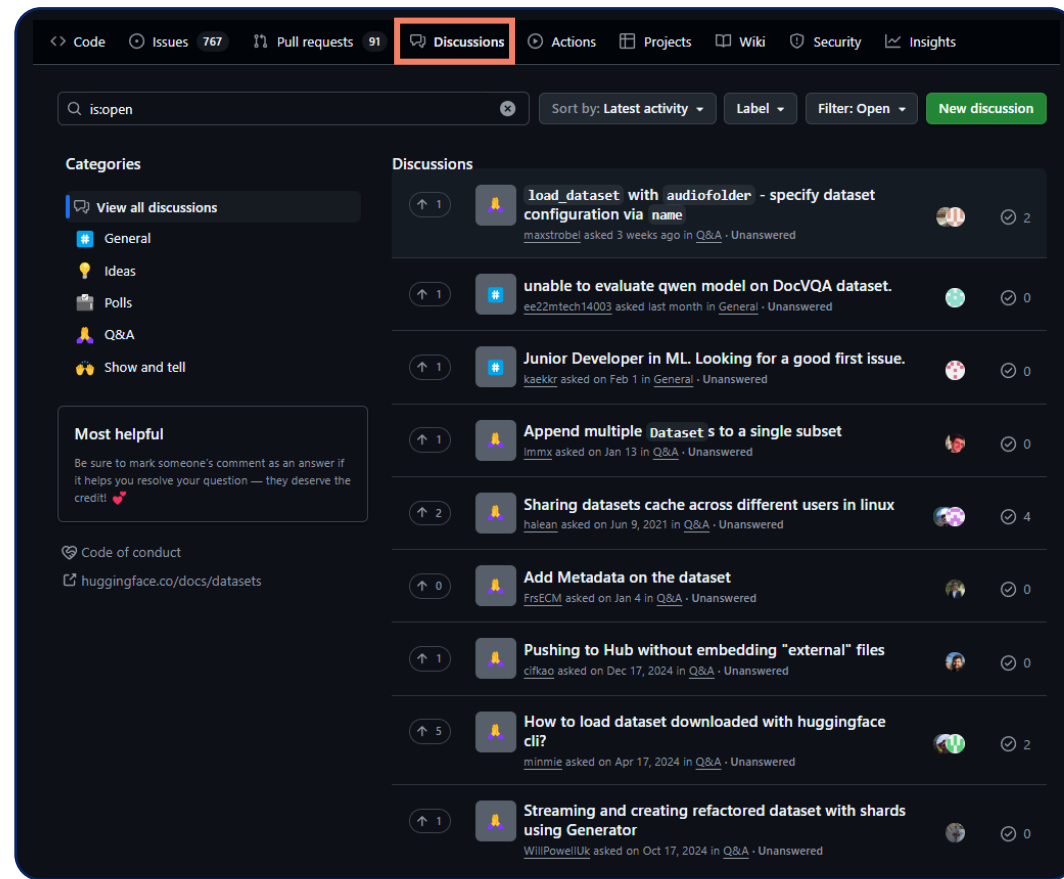 Code Issues 767 Pull requests 91 Discussions Actions Projects Wiki Security Insights
is:open Sort by: Latest activity Label Filter: Open New discussion
Categories
View all discussions
General
Ideas
Polls
Q&A
Show and tell
Most helpful
Be sure to mark someone's comment as an answer if
it helps you resolve your question — they deserve the
credit! 💕
Code of conduct
huggingface.co/docs/datasets
Discussions
1 load_dataset with audiofolder - specify dataset
configuration via name 2
maxstrobel asked 3 weeks ago in Q&A · Unanswered
1 unable to evaluate qwen model on DocVQA dataset. 0
ee22mtech14003 asked last month in General · Unanswered
1 Junior Developer in ML. Looking for a good first issue. 0
kaekkr asked on Feb 1 in General · Unanswered
1 Append multiple Dataset s to a single subset 0
lmmx asked on Jan 13 in Q&A · Unanswered
2 Sharing datasets cache across different users in linux 4
halean asked on Jun 9, 2021 in Q&A · Unanswered
0 Add Metadata on the dataset 0
FrsECM asked on Jan 4 in Q&A · Unanswered
1 Pushing to Hub without embedding "external" files 0
cifkao asked on Dec 17, 2024 in Q&A · Unanswered
5 How to load dataset downloaded with huggingface
cli? 2
minmie asked on Apr 17, 2024 in Q&A · Unanswered
1 Streaming and creating refactored dataset with shards
using Generator 0
WillPowellUk asked on Oct 17, 2024 in Q&A · Unanswered